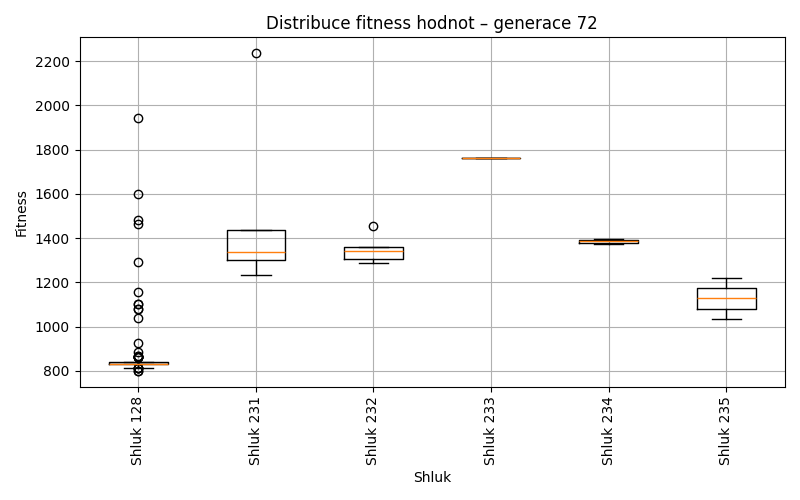 Distribuce fitness hodnot – generace 72
Fitness
2200
2000
1800
1600
1400
1200
1000
800
Shluk 128
Shluk 231
Shluk 232
Shluk 233
Shluk 234
Shluk 235
Shluk